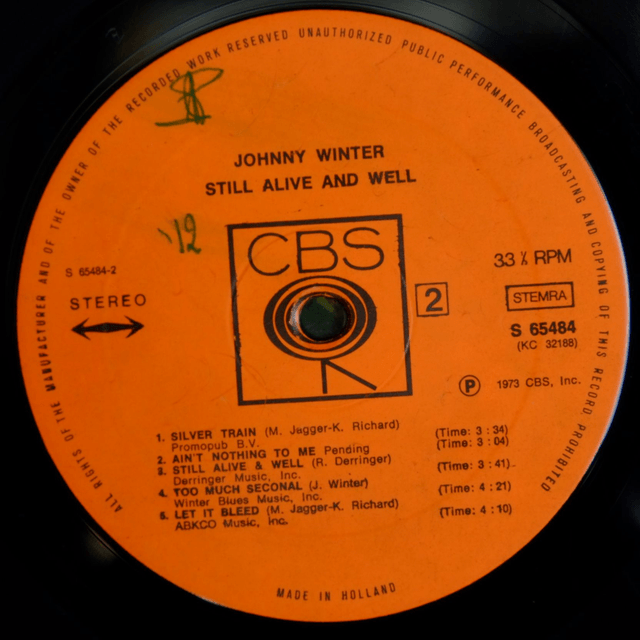 ALL RIGHTS OF THE MANUFACTURER AND OF THE OWNER OF THE RECORDED WORK RESERVED UNAUTHORIZED PUBLIC PERFORMANCE BROADCASTING AND COPYING OF THIS RECORD PROHIBITED
JOHNNY WINTER
STILL ALIVE AND WELL
'12
CBS
S 65484-2
STEREO
2
33 ⅓ RPM
STEMRA
S 65484
(KC 32188)
Ⓟ 1973 CBS, Inc.
1. SILVER TRAIN (M. Jagger-K. Richard) (Time: 3 : 34)
Promopub B.V. (Time: 3 : 04)
2. AIN'T NOTHING TO ME Pending
3. STILL ALIVE & WELL (R. Derringer) (Time: 3 : 41)
Derringer Music, Inc.
4. TOO MUCH SECONAL (J. Winter) (Time: 4 : 21)
Winter Blues Music, Inc.
5. LET IT BLEED (M. Jagger-K. Richard) (Time: 4 : 10)
ABKCO Music, Inc.
MADE IN HOLLAND